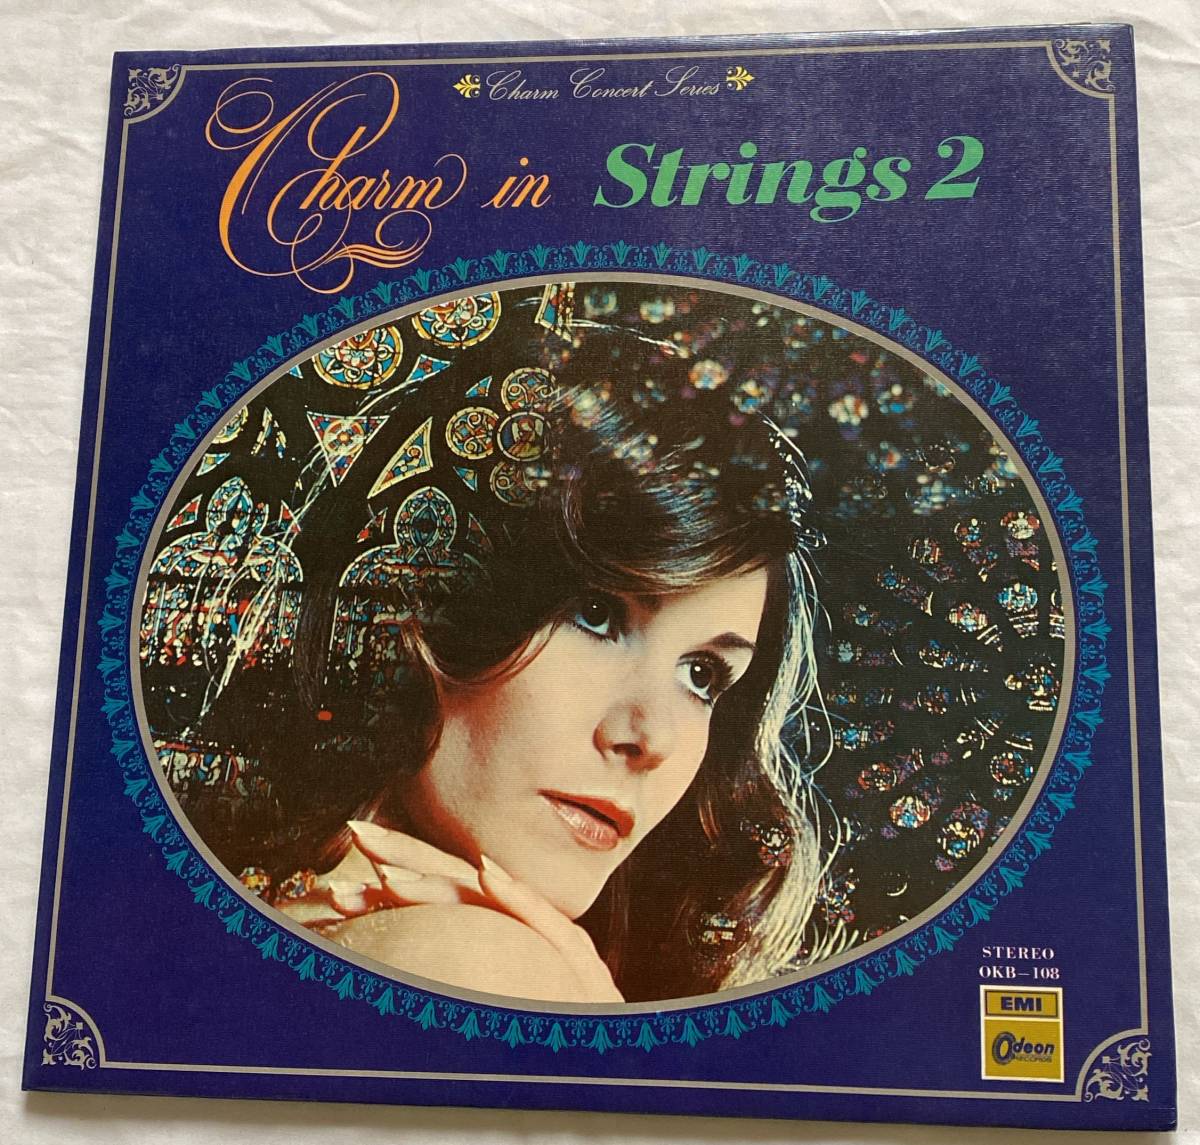 Charm Concert Series
Charm in Strings 2
STEREO
OKB-108
EMI
Odeon
RECORDS